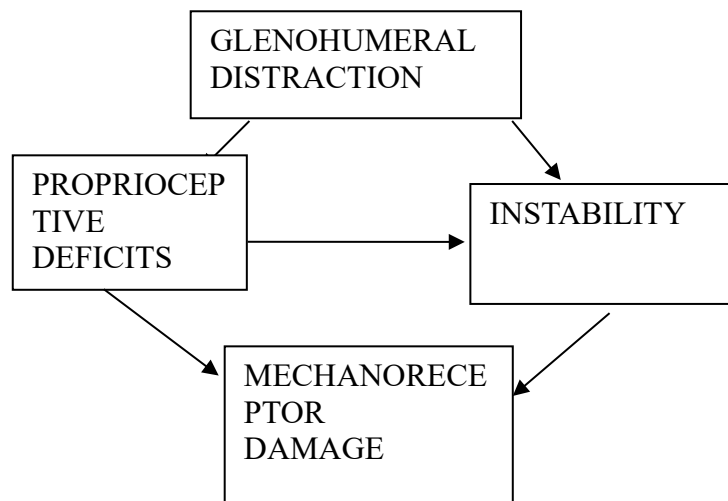 GLENOHUMERAL
DISTRACTION
PROPRIOCEP
TIVE
DEFICITS
INSTABILITY
MECHANORECE
PTOR
DAMAGE